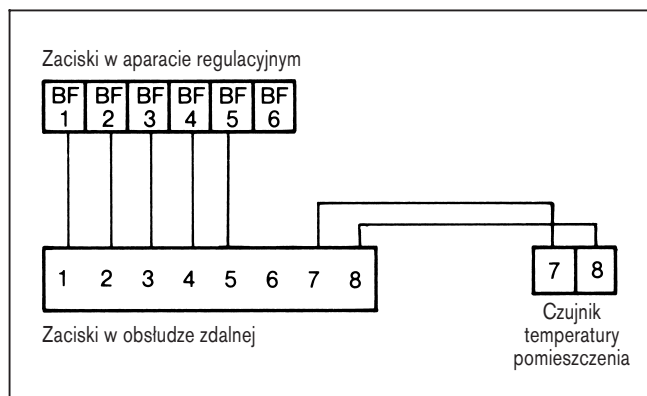 Zaciski w aparacie regulacyjnym
BF BF BF BF BF BF
1 2 3 4 5 6
1 2 3 4 5 6 7 8
7 8
Zaciski w obsłudze zdalnej
Czujnik
temperatury
pomieszczenia